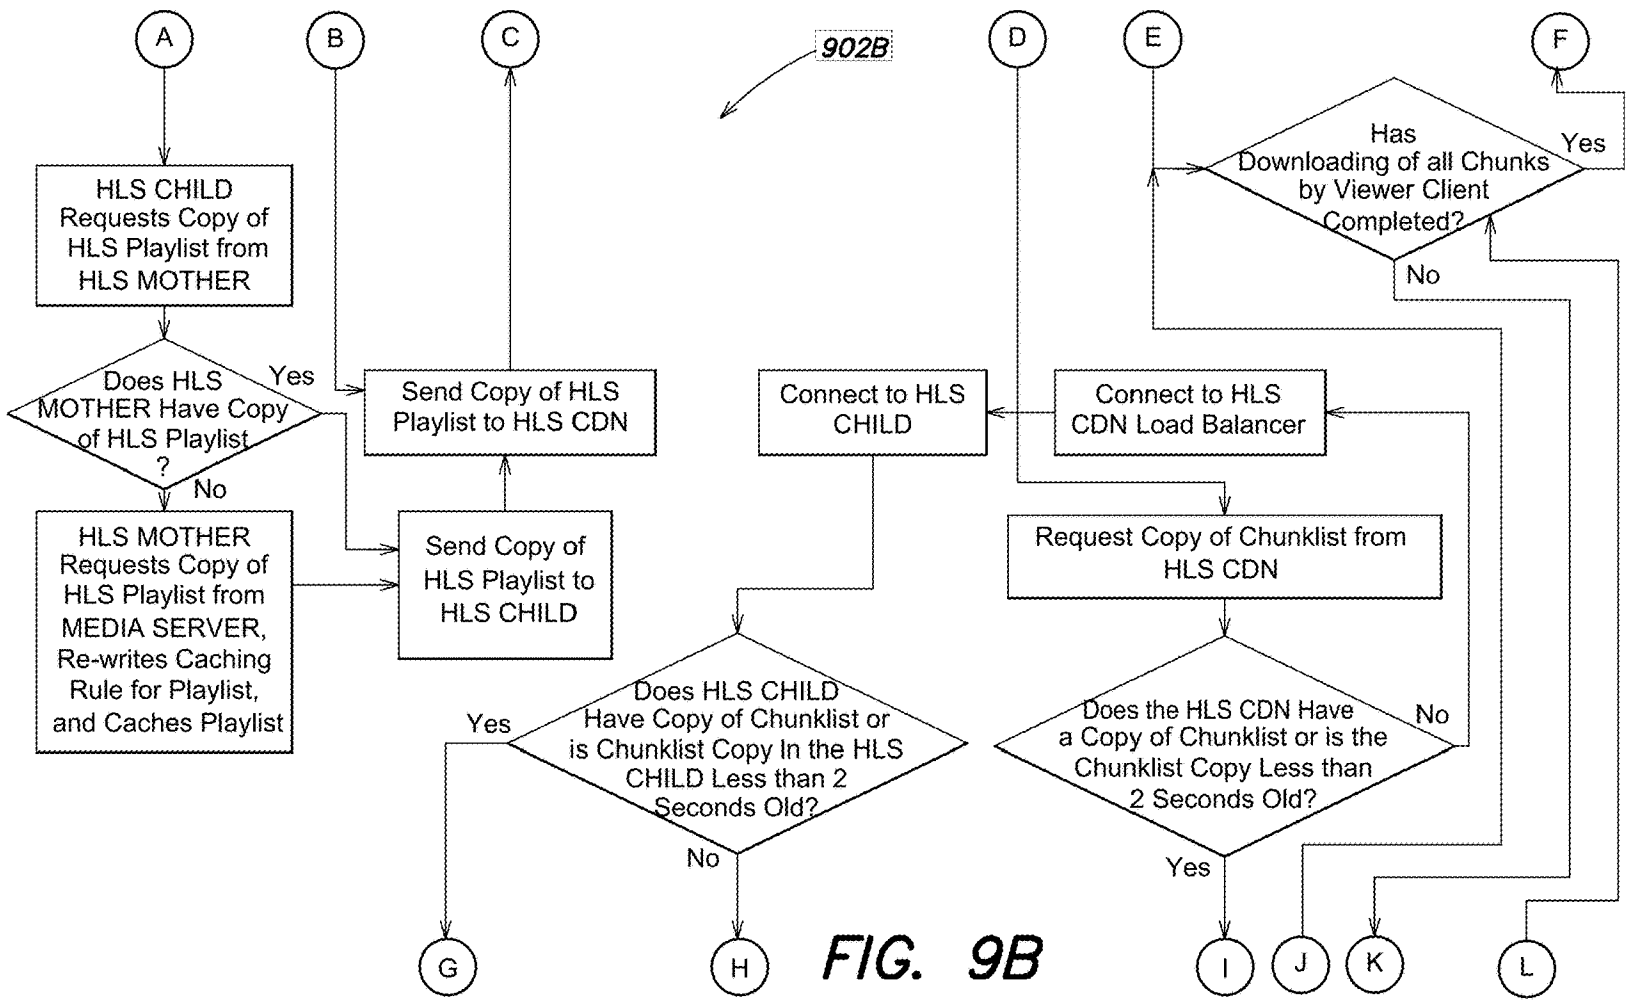 A
B
C
902B
D
E
F
HLS CHILD
Requests Copy of
HLS Playlist from
HLS MOTHER
Has
Downloading of all Chunks
by Viewer Client
Completed?
Yes
No
Does HLS
MOTHER Have Copy
of HLS Playlist
?
Yes
No
Send Copy of HLS
Playlist to HLS CDN
Connect to HLS
CHILD
Connect to HLS
CDN Load Balancer
HLS MOTHER
Requests Copy of
HLS Playlist from
MEDIA SERVER,
Re-writes Caching
Rule for Playlist,
and Caches Playlist
Send Copy of
HLS Playlist to
HLS CHILD
Request Copy of Chunklist from
HLS CDN
Does HLS CHILD
Have Copy of Chunklist or
is Chunklist Copy In the HLS
CHILD Less than 2
Seconds Old?
Yes
No
Does the HLS CDN Have
a Copy of Chunklist or is the
Chunklist Copy Less than
2 Seconds Old?
No
Yes
G
H
FIG. 9B
I
J
K
L